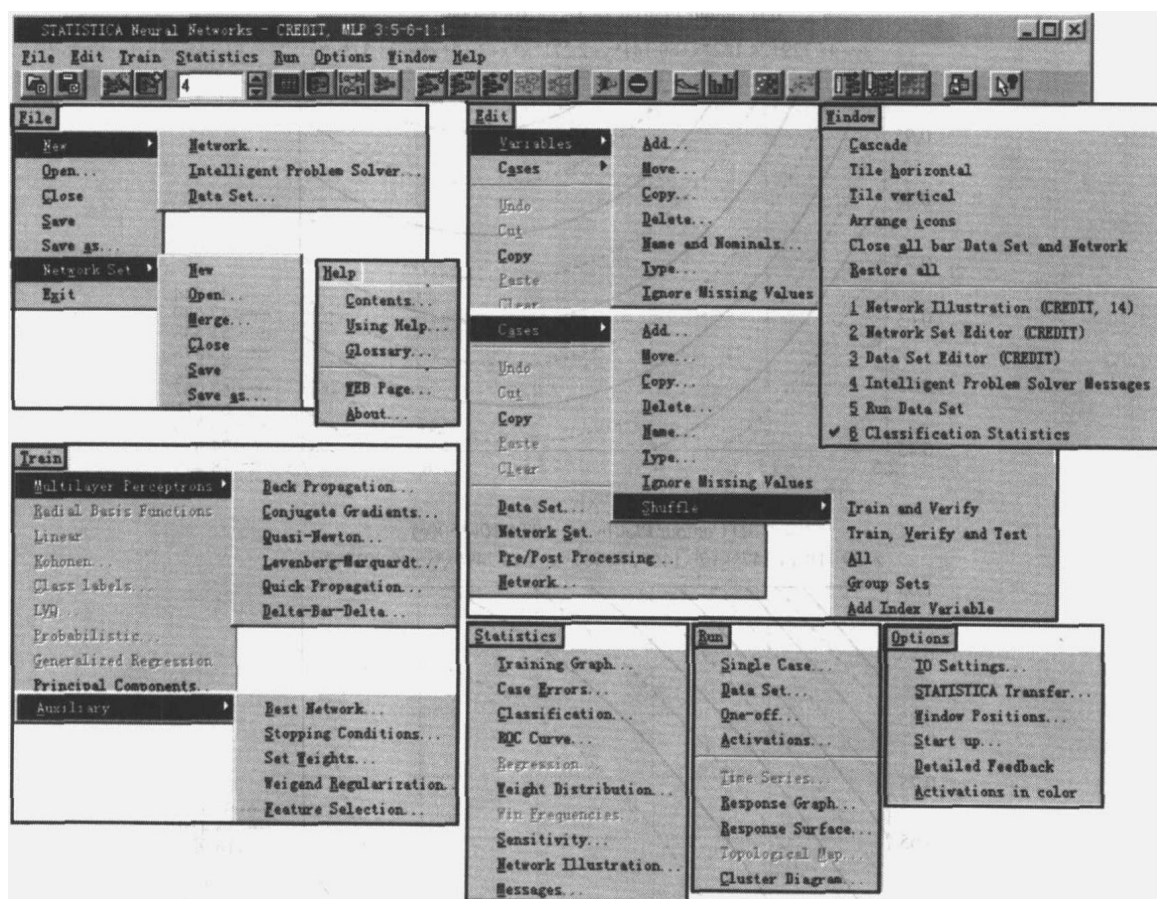 STATISTICA Neural Networks - CREDIT, MLP 3:5-6-1:1
File Edit Train Statistics Run Options Window Help
4
File
New
Open...
Close
Save
Save as...
Network Set
Exit
Network...
Intelligent Problem Solver...
Data Set...
New
Open...
Merge...
Close
Save
Save as...
Help
Contents...
Using Help...
Glossary...
WEB Page...
About...
Edit
Variables
Cases
Undo
Cut
Copy
Paste
Clear
Add...
Move...
Copy...
Delete...
Name and Nominals...
Type...
Ignore Missing Values
Cases
Undo
Cut
Copy
Paste
Clear
Data Set...
Network Set.
Pre/Post Processing...
Network...
Add...
Move...
Copy...
Delete...
Name...
Type...
Ignore Missing Values
Shuffle
Train and Verify
Train, Verify and Test
All
Group Sets
Add Index Variable
Window
Cascade
Tile horizontal
Tile vertical
Arrange icons
Close all bar Data Set and Network
Restore all
1 Network Illustration (CREDIT, 14)
2 Network Set Editor (CREDIT)
3 Data Set Editor (CREDIT)
4 Intelligent Problem Solver Messages
5 Run Data Set
✔ 6 Classification Statistics
Train
Multilayer Perceptrons
Radial Basis Functions
Linear
Kohonen...
Class labels...
LVQ...
Probabilistic...
Generalized Regression
Principal Components..
Auxiliary
Back Propagation...
Conjugate Gradients...
Quasi-Newton...
Levenberg-Marquardt...
Quick Propagation...
Delta-Bar-Delta...
Best Network...
Stopping Conditions...
Set Weights...
Weigend Regularization...
Feature Selection...
Statistics
Training Graph...
Case Errors...
Classification...
ROC Curve...
Regression...
Weight Distribution...
Win Frequencies
Sensitivity...
Network Illustration...
Messages...
Run
Single Case...
Data Set...
One-off...
Activations...
Time Series...
Response Graph...
Response Surface...
Topological Map...
Cluster Diagram...
Options
IO Settings...
STATISTICA Transfer...
Window Positions...
Start up...
Detailed Feedback
Activations in color